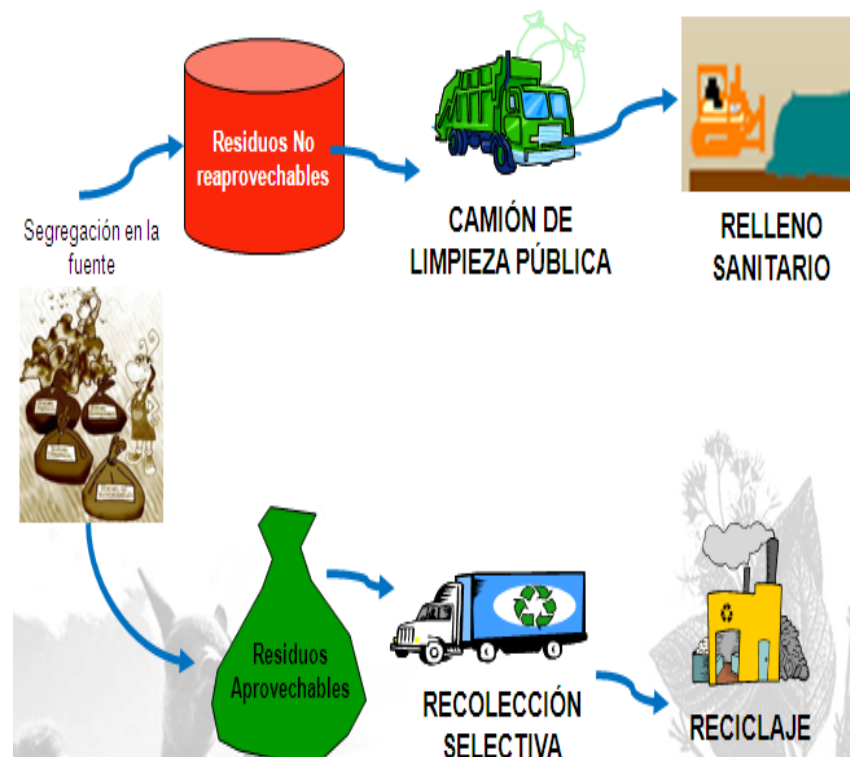 Segregación en la
fuente
Residuos No
reaprovechables
CAMIÓN DE
LIMPIEZA PÚBLICA
RELLENO
SANITARIO
Residuos
Aprovechables
RECOLECCIÓN
SELECTIVA
RECICLAJE